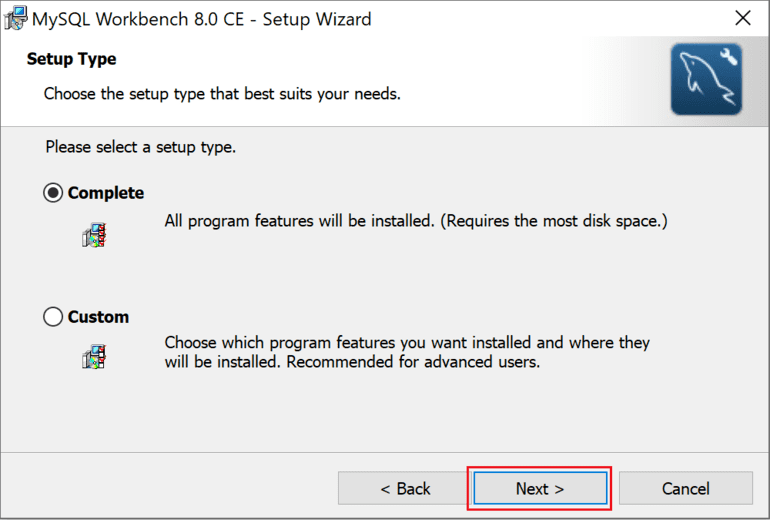 MySQL Workbench 8.0 CE - Setup Wizard
Setup Type
Choose the setup type that best suits your needs.
Please select a setup type.
Complete
All program features will be installed. (Requires the most disk space.)
Custom
Choose which program features you want installed and where they
will be installed. Recommended for advanced users.
< Back
Next >
Cancel